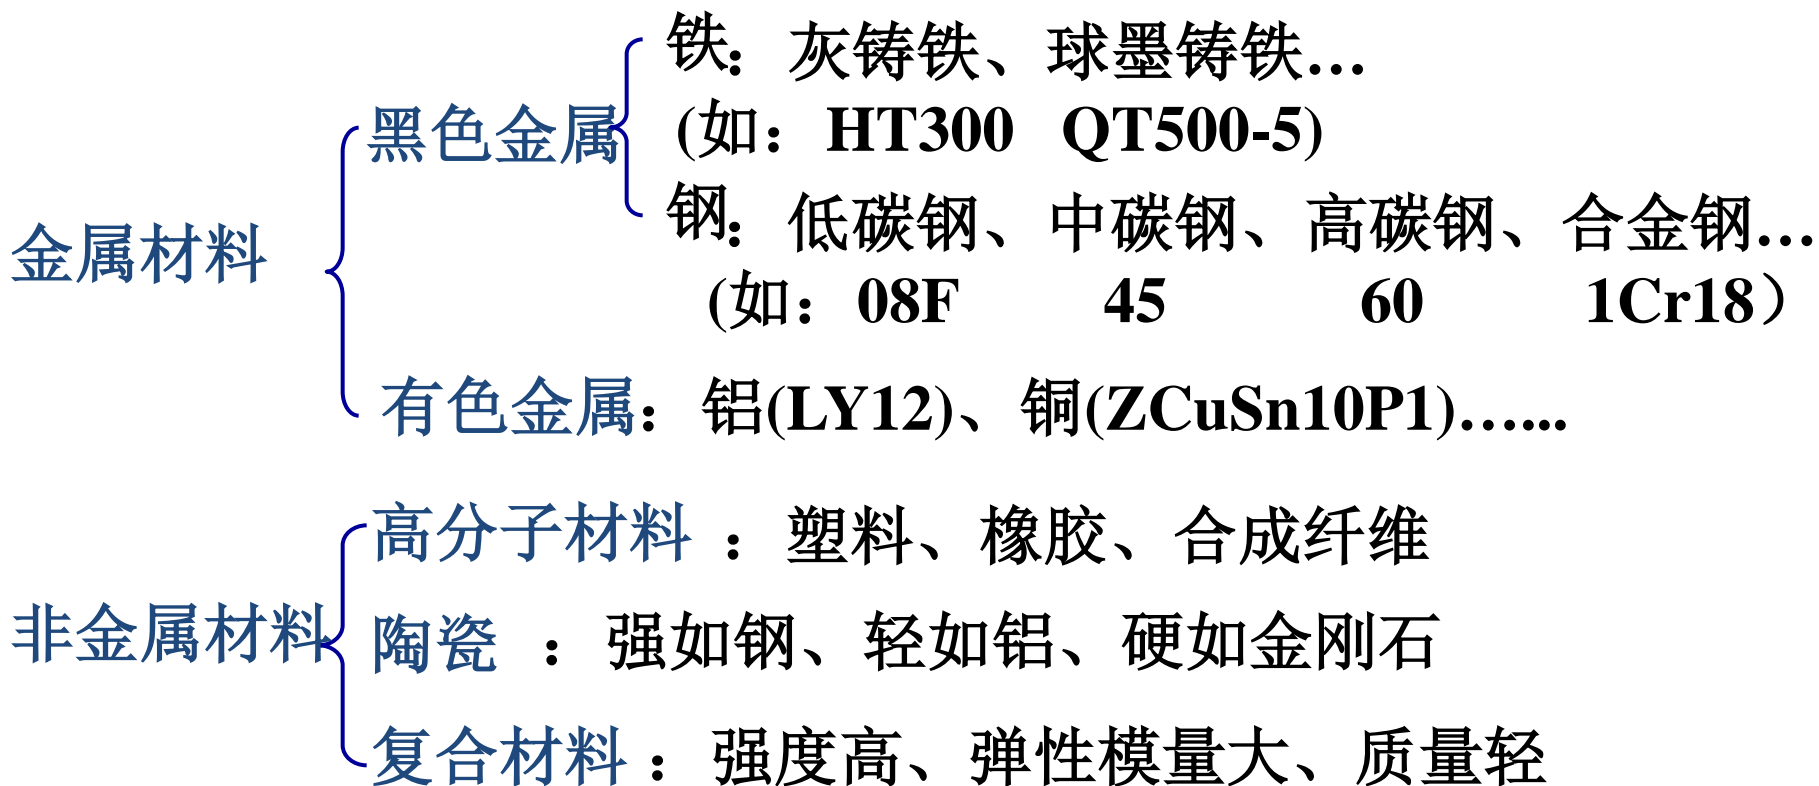 铁：灰铸铁、球墨铸铁…
黑色金属 (如：HT300 QT500-5)
钢：低碳钢、中碳钢、高碳钢、合金钢…
金属材料
(如：08F 45 60 1Cr18）
有色金属：铝(LY12)、铜(ZCuSn10P1)…...
高分子材料 ：塑料、橡胶、合成纤维
非金属材料 陶瓷 ：强如钢、轻如铝、硬如金刚石
复合材料 ：强度高、弹性模量大、质量轻